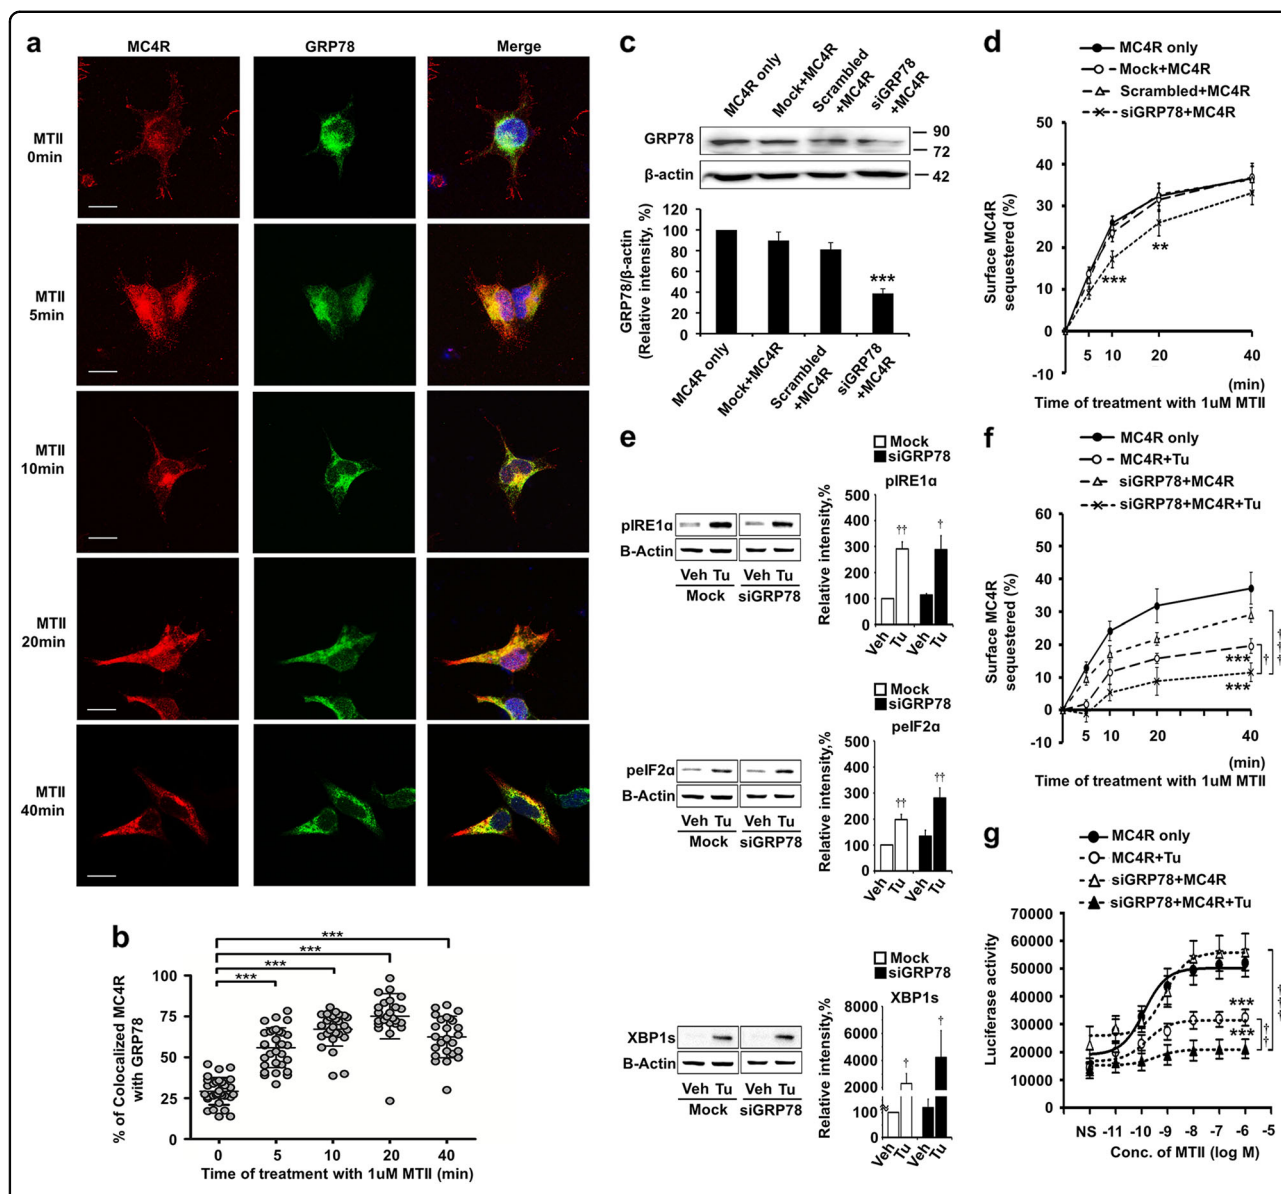 a
MC4R GRP78 Merge
MTII
0min
MTII
5min
MTII
10min
MTII
20min
MTII
40min
b
% of Colocalized MC4R
with GRP78
100
75
50
25
0
***
***
***
***
0 5 10 20 40
Time of treatment with 1uM MTII (min)
c
MC4R only
Mock+MC4R
Scrambled
+MC4R
siGRP78
+MC4R
GRP78
90
72
β-actin
42
GRP78/β-actin
(Relative intensity, %)
120
100
80
60
40
20
0
***
MC4R only
Mock+MC4R
Scrambled
+MC4R
siGRP78
+MC4R
d
MC4R only
Mock+MC4R
Scrambled+MC4R
siGRP78+MC4R
Surface MC4R
sequestered (%)
50
40
30
20
10
0
-10
***
**
5 10 20 40
(min)
Time of treatment with 1uM MTII
e
Mock
siGRP78
pIRE1α
pIRE1α
B-Actin
Veh Tu Veh Tu
Mock siGRP78
Relative intensity,%
500
400
300
200
100
0
††
†
Veh Tu Veh Tu
Mock
siGRP78
peIF2α
peIF2α
B-Actin
Veh Tu Veh Tu
Mock siGRP78
Relative intensity,%
500
400
300
200
100
0
††
††
Veh Tu Veh Tu
Mock
siGRP78
XBP1s
XBP1s
B-Actin
Veh Tu Veh Tu
Mock siGRP78
Relative intensity,%
8000
6000
4000
2000
100
0
†
†
Veh Tu Veh Tu
f
MC4R only
MC4R+Tu
siGRP78+MC4R
siGRP78+MC4R+Tu
Surface MC4R
sequestered (%)
60
50
40
30
20
10
0
-10
***
***
†
†††
5 10 20 40
(min)
Time of treatment with 1uM MTII
g
MC4R only
MC4R+Tu
siGRP78+MC4R
siGRP78+MC4R+Tu
Luciferase activity
70000
60000
50000
40000
30000
20000
10000
0
***
***
††
†††
NS -11 -10 -9 -8 -7 -6 -5
Conc. of MTII (log M)